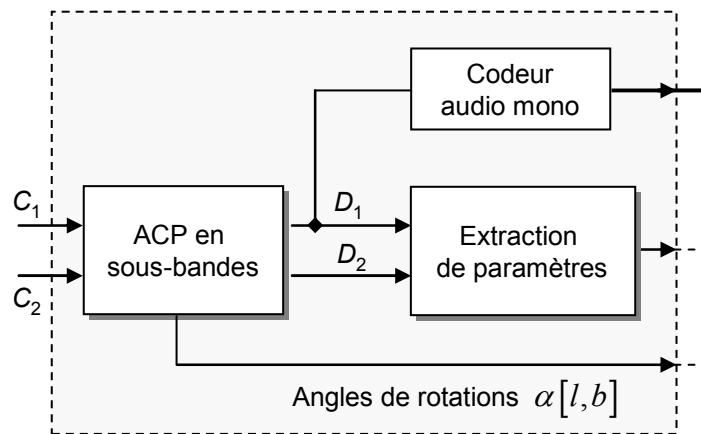 Codeur
audio mono
C1
D1
ACP en
sous-bandes
Extraction
de paramètres
D2
C2
Angles de rotations α[l,b]